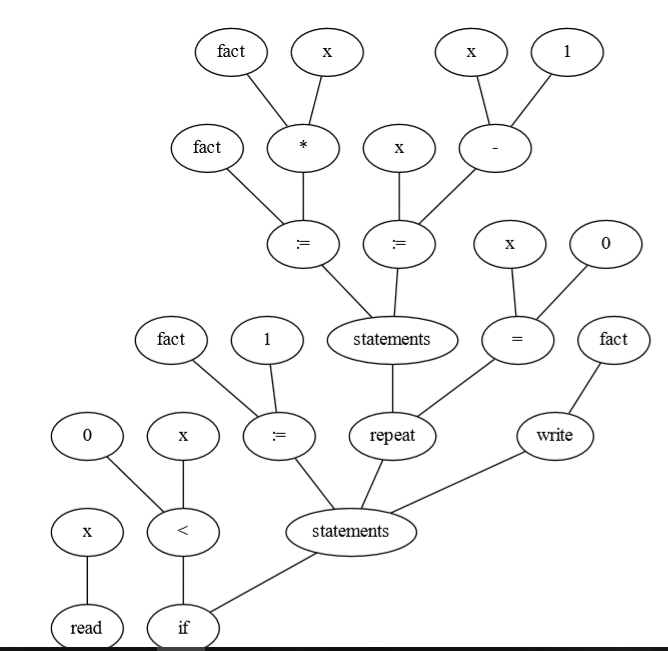 fact x x 1
fact * x -
:= := x 0
fact 1 statements = fact
0 x := repeat write
x < statements
read if